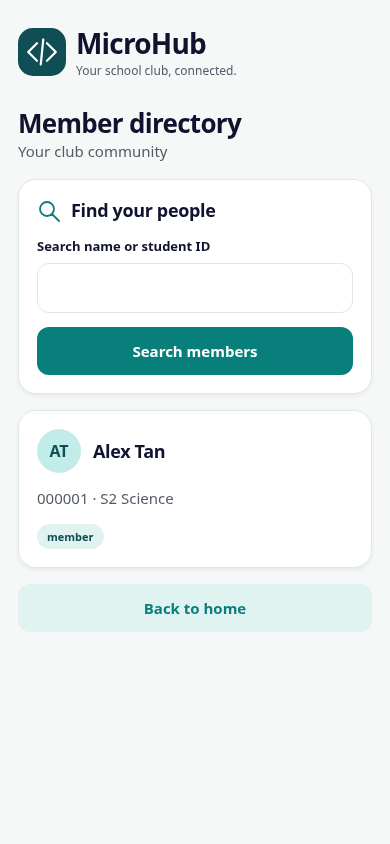 MicroHub
Your school club, connected.
Member directory
Your club community
Find your people
Search name or student ID
Search members
AT
Alex Tan
000001 · S2 Science
member
Back to home